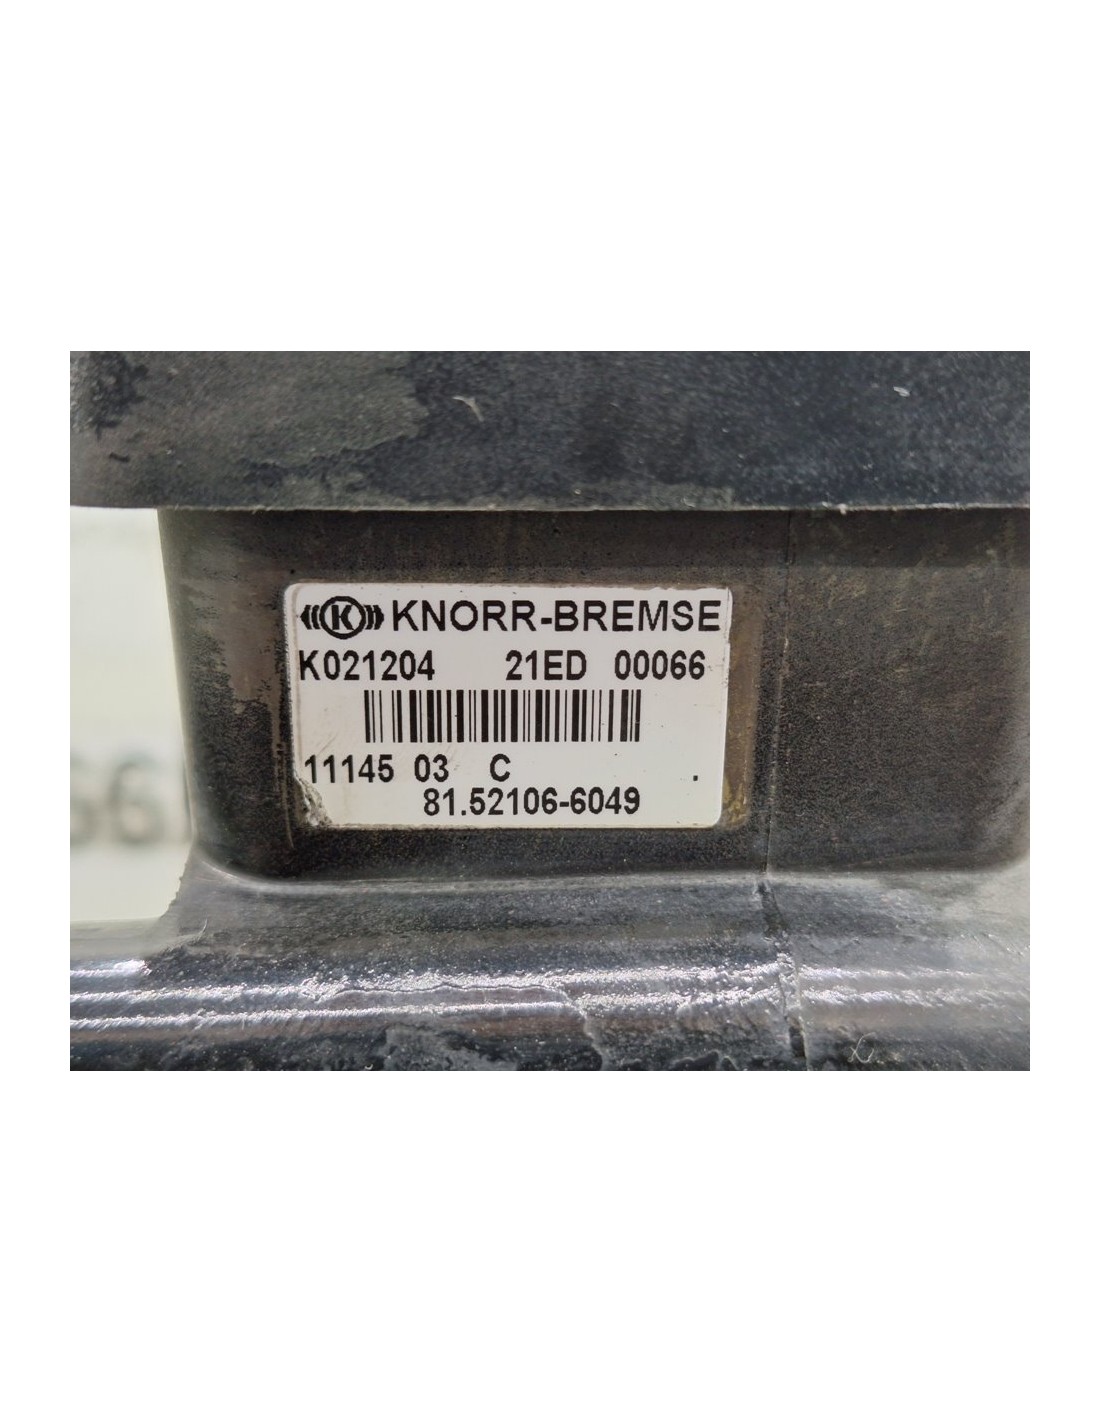 K KNORR-BREMSE
K021204 21ED 00066
11145 03 C .
81.52106-6049